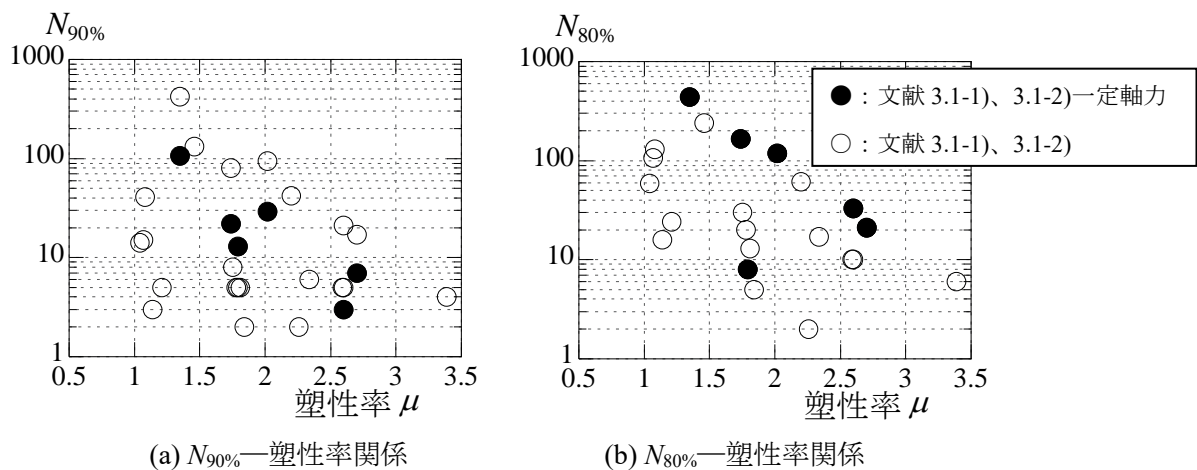 N90%
1000
100
10
1
0.5 1 1.5 2 2.5 3 3.5
塑性率 μ
(a) N90%―塑性率関係
N80%
1000
100
10
1
0.5 1 1.5 2 2.5 3 3.5
塑性率 μ
(b) N80%―塑性率関係
●：文献 3.1-1)、3.1-2)一定軸力
○：文献 3.1-1)、3.1-2)